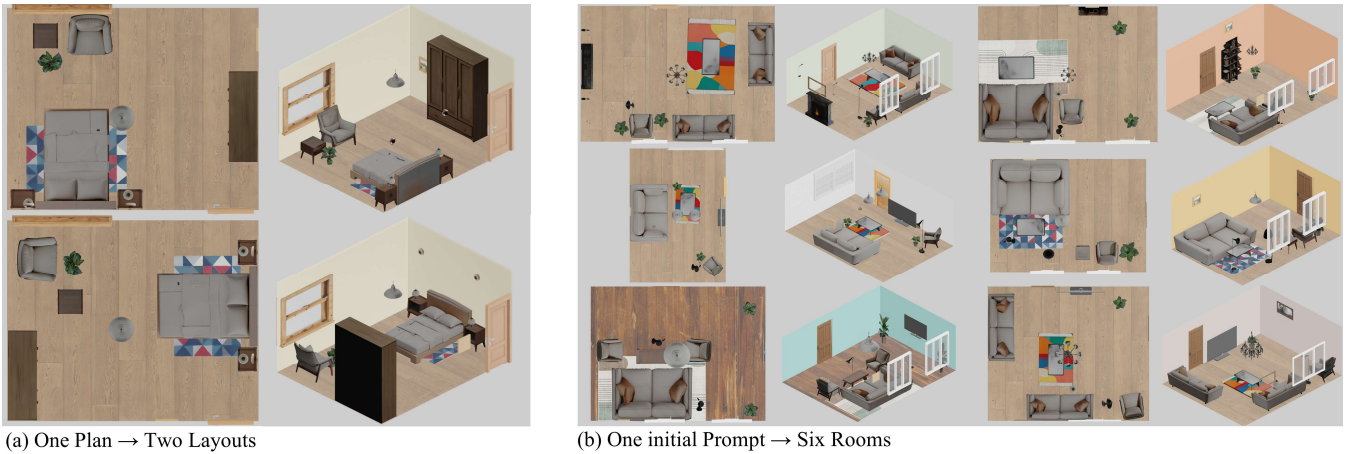 (a) One Plan → Two Layouts
(b) One initial Prompt → Six Rooms